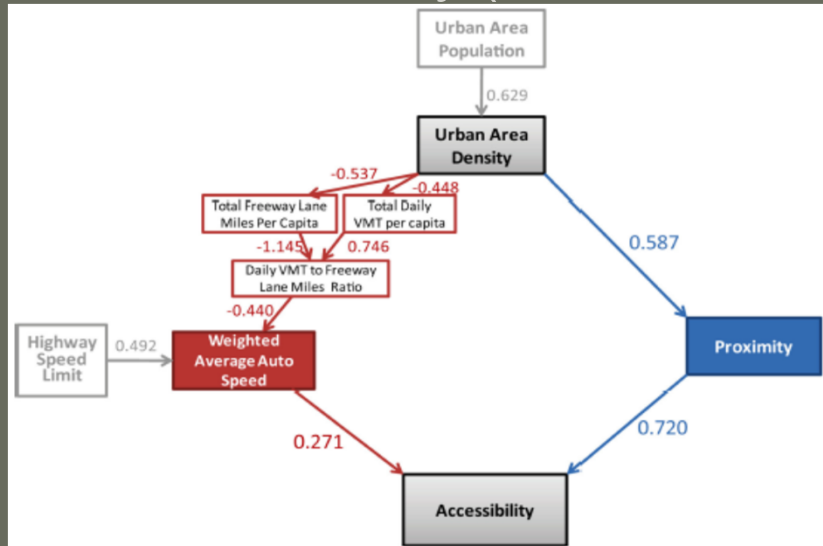 Urban Area
Population
0.629
Urban Area
Density
-0.537
-0.448
Total Freeway Lane
Miles Per Capita
Total Daily
VMT per capita
-1.145
0.746
0.587
Daily VMT to Freeway
Lane Miles Ratio
-0.440
Highway
Speed
Limit
0.492
Weighted
Average Auto
Speed
Proximity
0.271
0.720
Accessibility